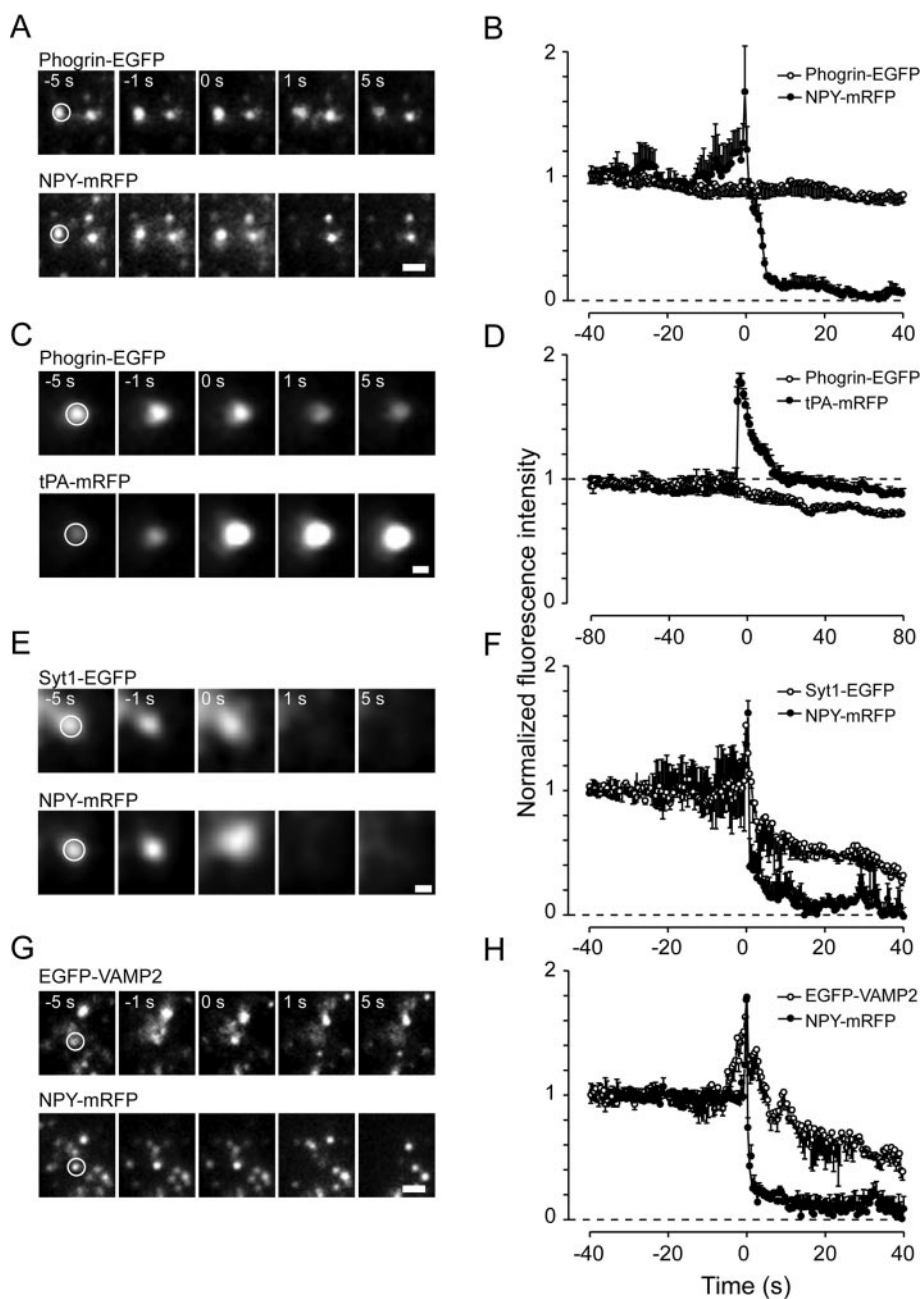 A
Phogrin-EGFP
-5 s -1 s 0 s 1 s 5 s
NPY-mRFP
B
2
1
0
Phogrin-EGFP
NPY-mRFP
-40 -20 0 20 40
C
Phogrin-EGFP
-5 s -1 s 0 s 1 s 5 s
tPA-mRFP
D
2
1
2
Phogrin-EGFP
tPA-mRFP
-80 -40 0 40 80
E
Syt1-EGFP
-5 s -1 s 0 s 1 s 5 s
NPY-mRFP
F
2
1
0
Syt1-EGFP
NPY-mRFP
-40 -20 0 20 40
G
EGFP-VAMP2
-5 s -1 s 0 s 1 s 5 s
NPY-mRFP
H
2
1
0
EGFP-VAMP2
NPY-mRFP
-40 -20 0 20 40
Normalized fluorescence intensity
Time (s)